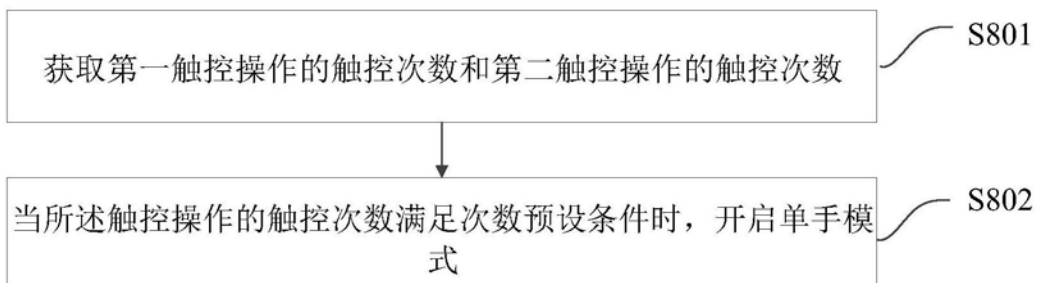 S801
获取第一触控操作的触控次数和第二触控操作的触控次数
S802
当所述触控操作的触控次数满足次数预设条件时，开启单手模
式